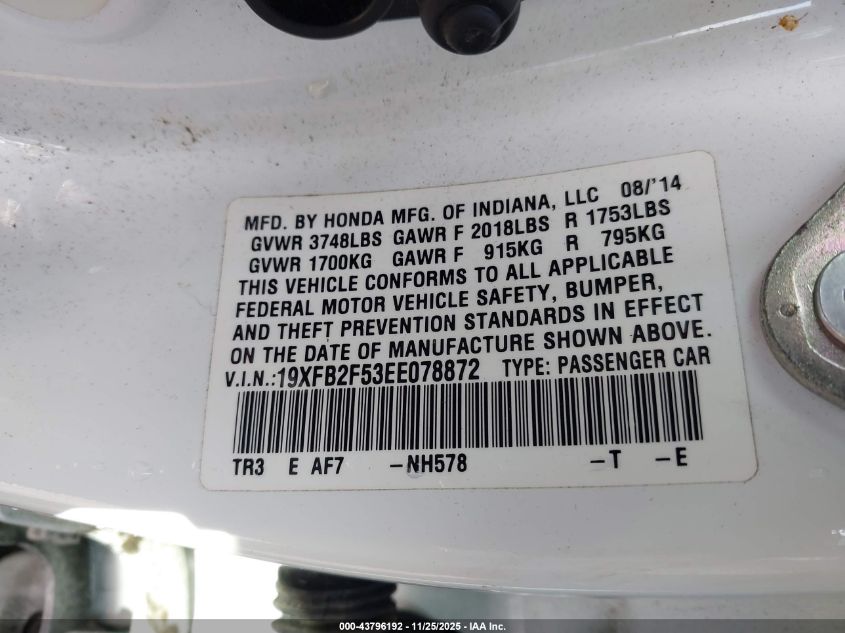 MFD. BY HONDA MFG. OF INDIANA, LLC 08/'14
GVWR 3748LBS GAWR F 2018LBS R 1753LBS
GVWR 1700KG GAWR F 915KG R 795KG
THIS VEHICLE CONFORMS TO ALL APPLICABLE
FEDERAL MOTOR VEHICLE SAFETY, BUMPER,
AND THEFT PREVENTION STANDARDS IN EFFECT
ON THE DATE OF MANUFACTURE SHOWN ABOVE.
V.I.N.:19XFB2F53EE078872 TYPE: PASSENGER CAR
TR3 E AF7 -NH578 -T -E
000-43796192 - 11/25/2025 - IAA Inc.